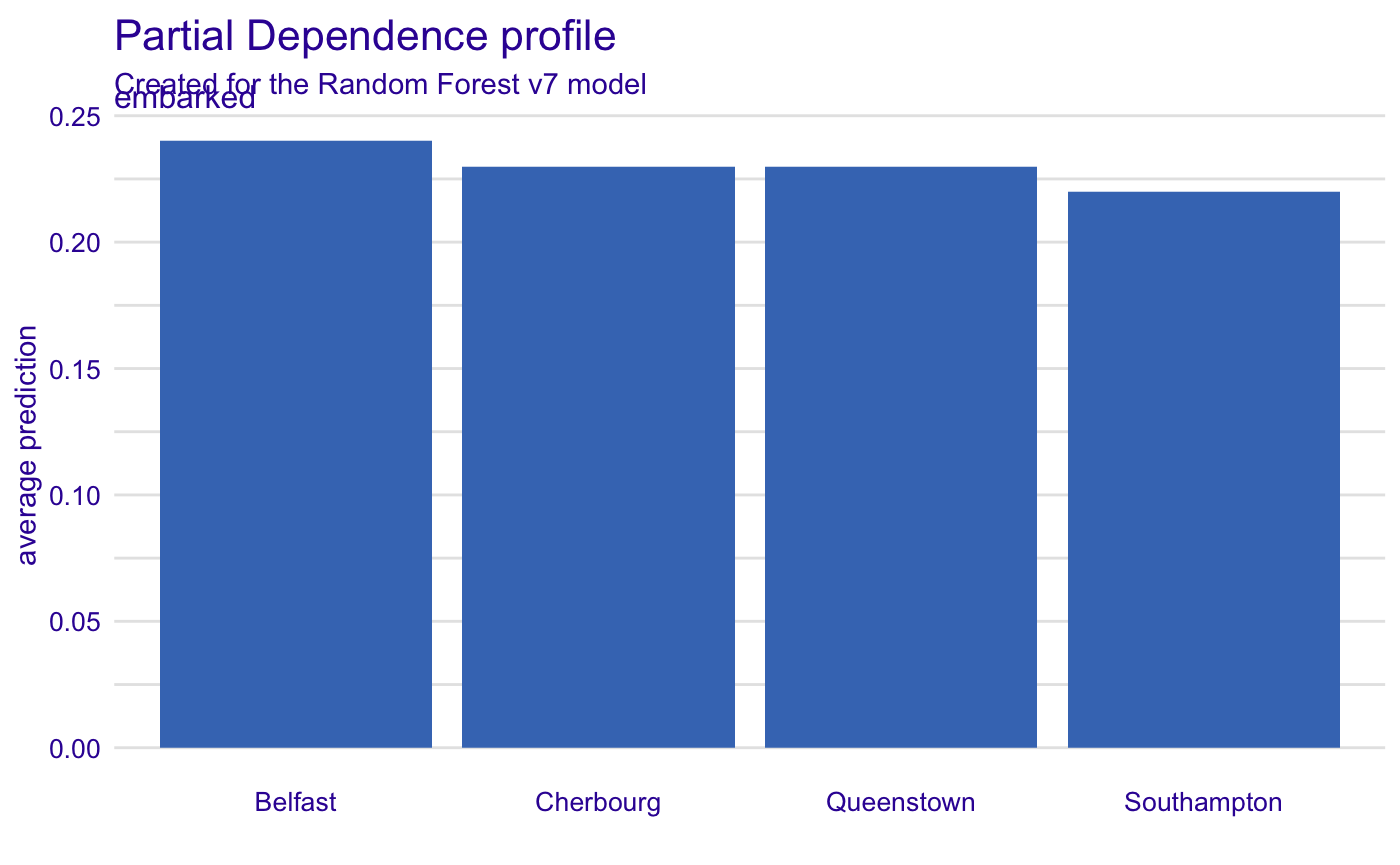 Partial Dependence profile
Created for the Random Forest v7 model
embarked
0.25
0.20
0.15
0.10
0.05
0.00
average prediction
Belfast
Cherbourg
Queenstown
Southampton